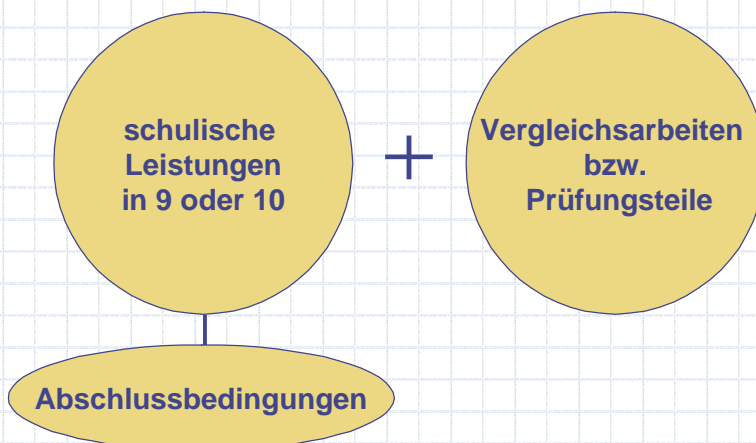 schulische
Leistungen
in 9 oder 10
+
Vergleichsarbeiten
bzw.
Prüfungsteile
Abschlussbedingungen